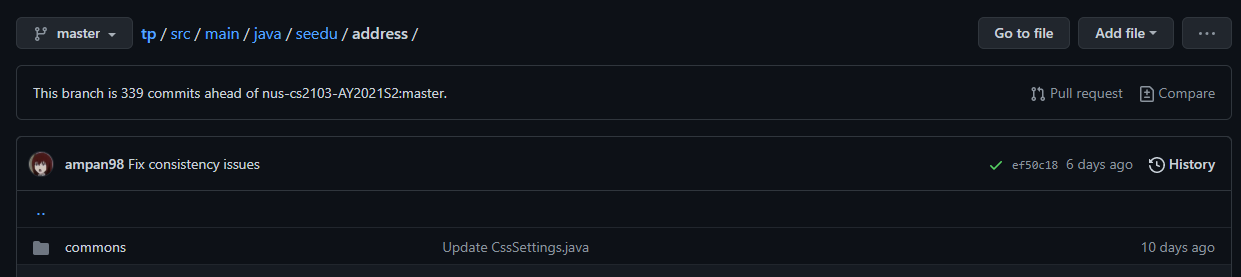 master tp / src / main / java / seedu / address / Go to file Add file ...
This branch is 339 commits ahead of nus-cs2103-AY2021S2:master. Pull request Compare
ampan98 Fix consistency issues ef50c18 6 days ago History
..
commons Update CssSettings.java 10 days ago